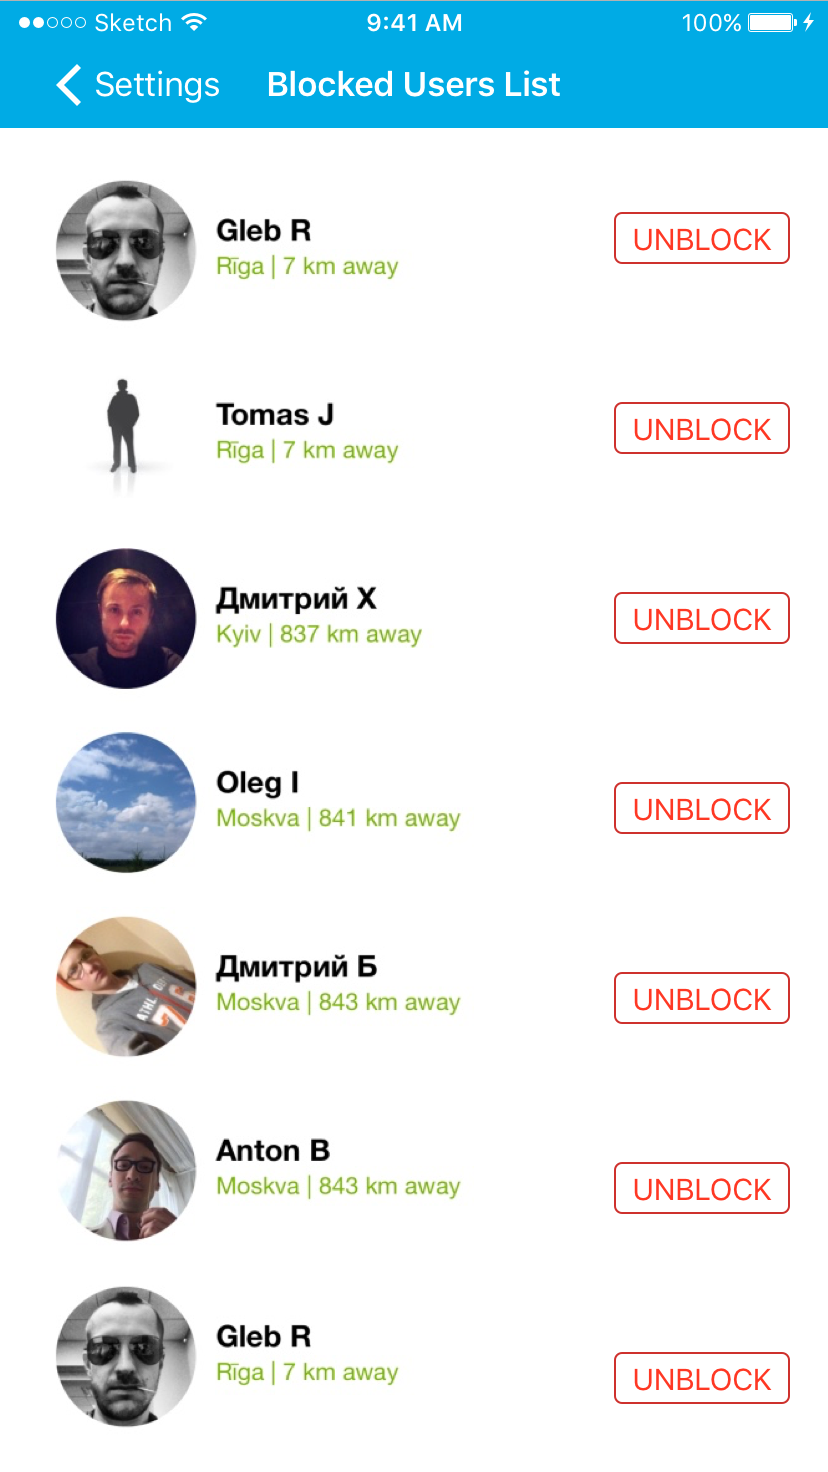 Sketch 9:41 AM 100%
Settings Blocked Users List
Gleb R
Rīga | 7 km away
UNBLOCK
Tomas J
Rīga | 7 km away
UNBLOCK
Дмитрий Х
Kyiv | 837 km away
UNBLOCK
Oleg I
Moskva | 841 km away
UNBLOCK
Дмитрий Б
Moskva | 843 km away
UNBLOCK
Anton B
Moskva | 843 km away
UNBLOCK
Gleb R
Rīga | 7 km away
UNBLOCK